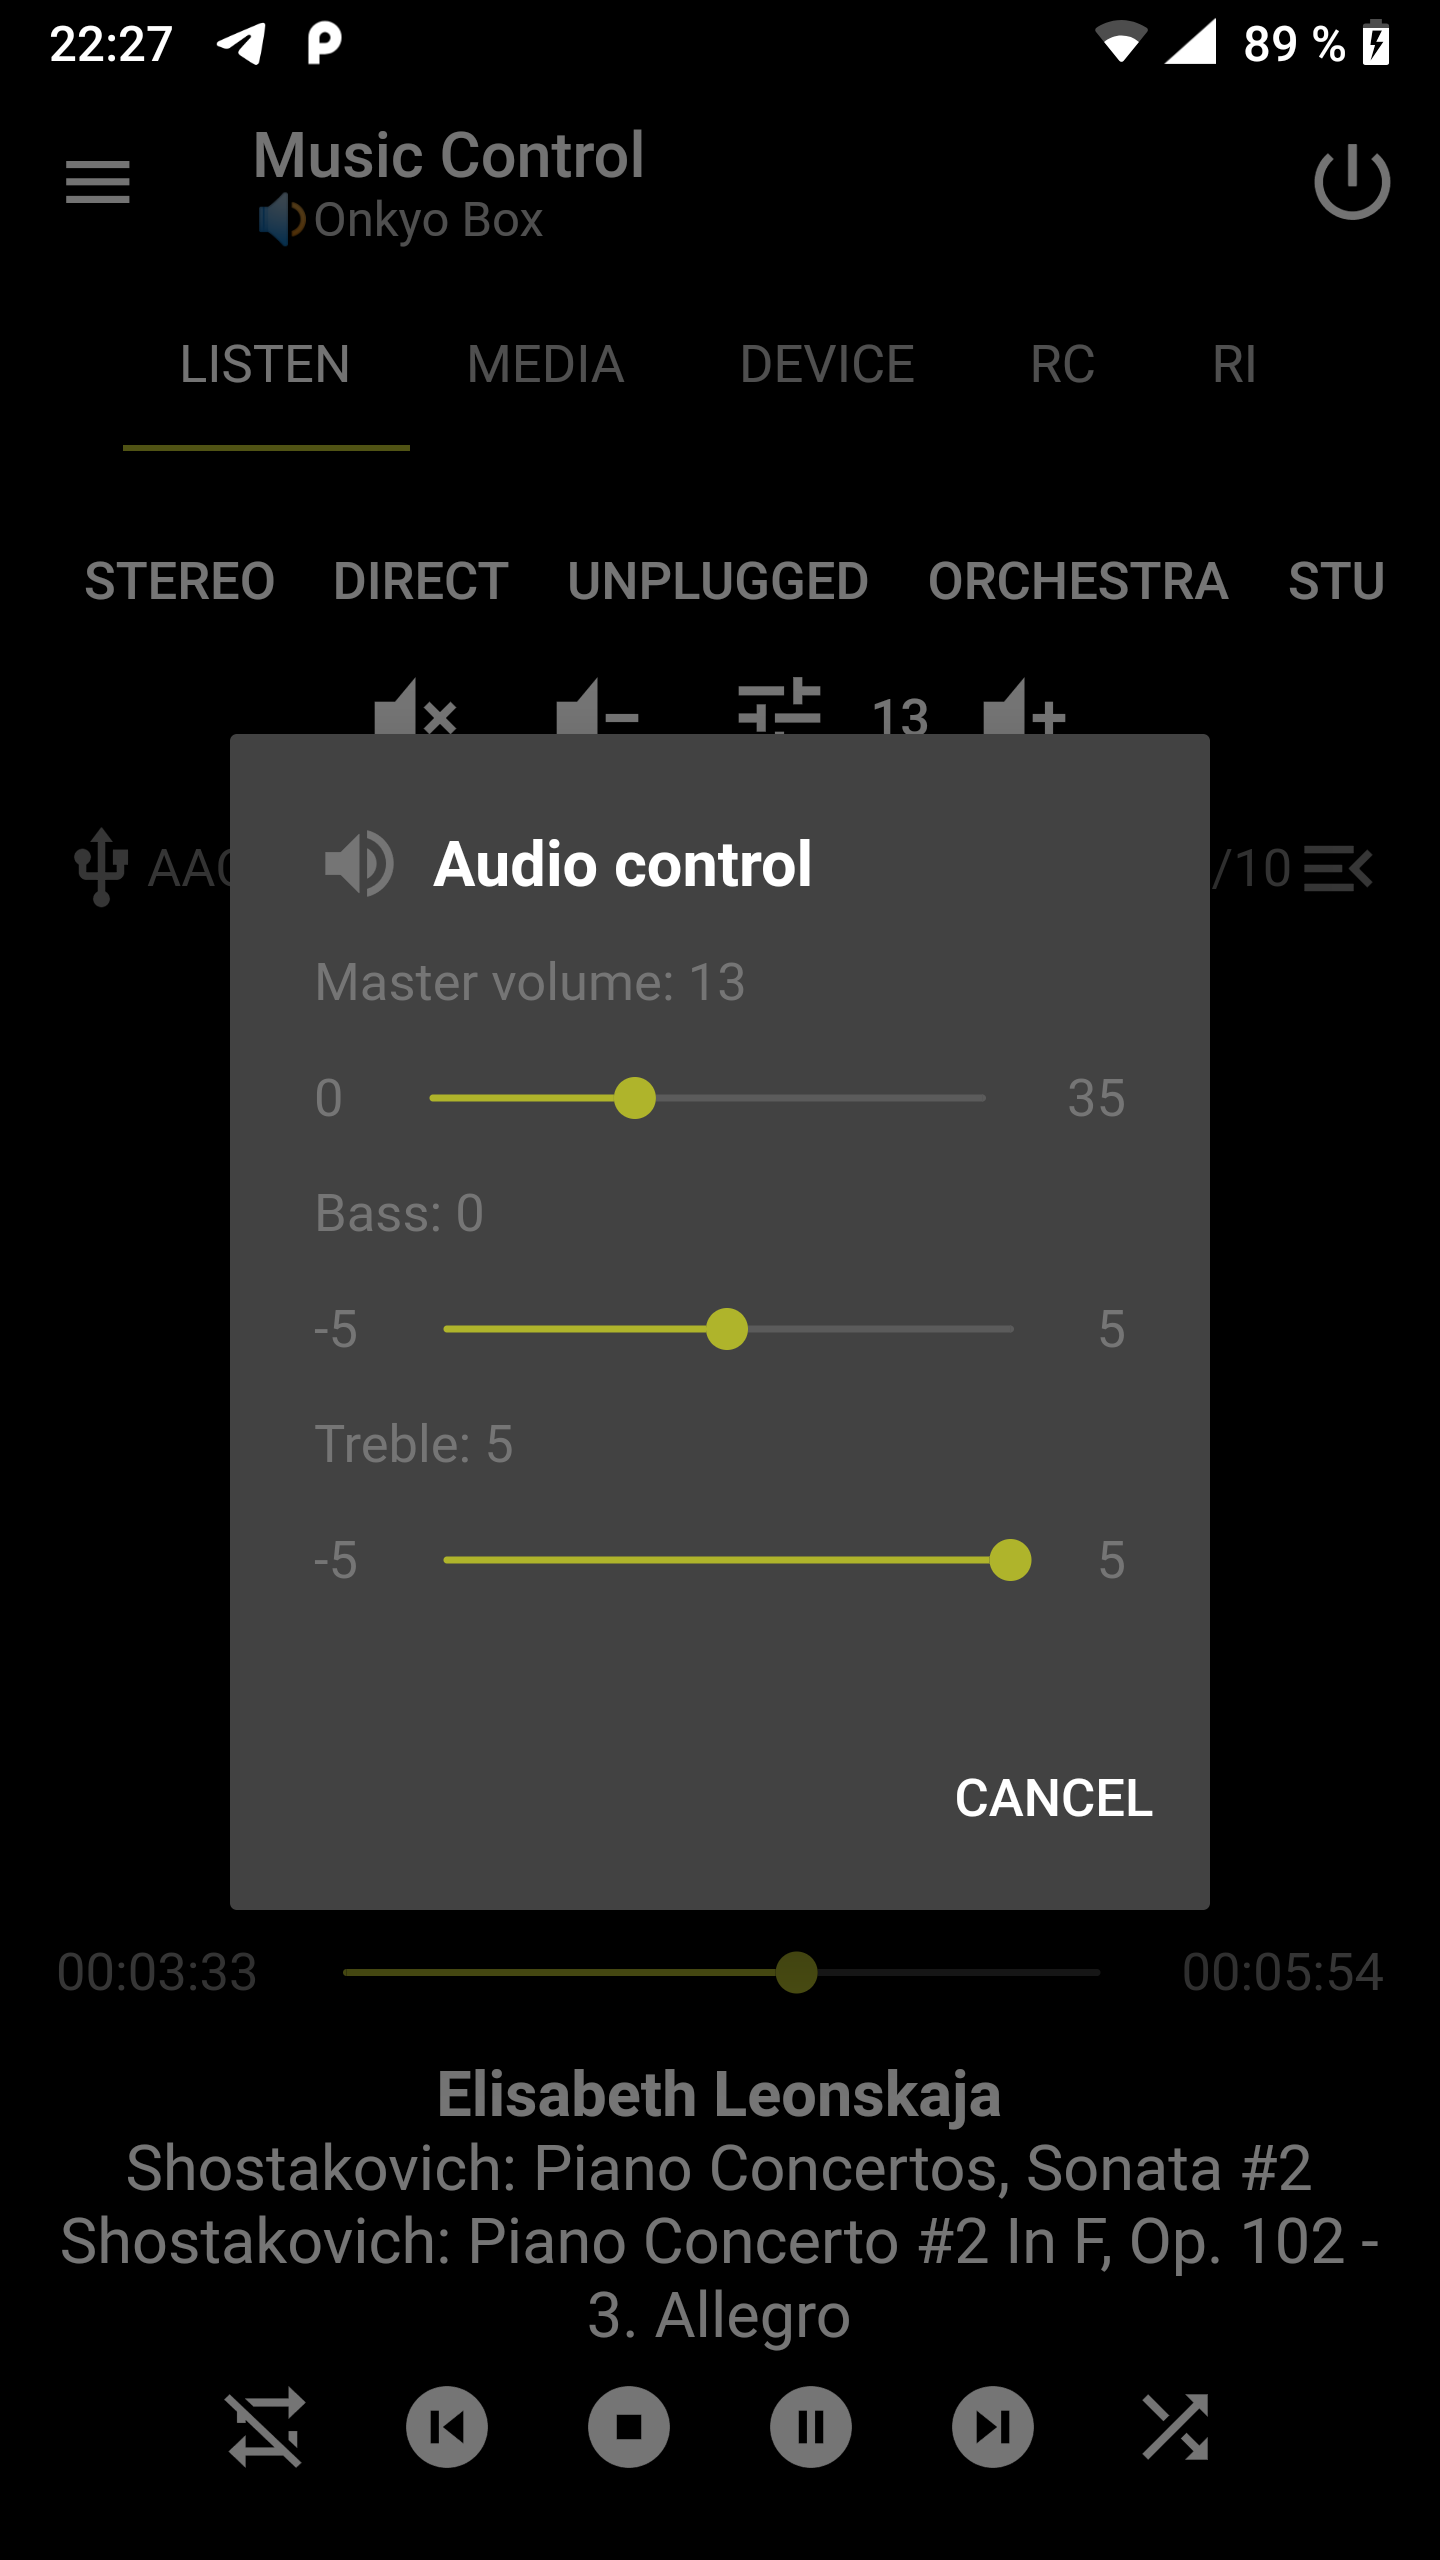 22:27 89 %
Music Control
Onkyo Box
LISTEN MEDIA DEVICE RC RI
STEREO DIRECT UNPLUGGED ORCHESTRA STU
13
AAC /10
Audio control
Master volume: 13
0 35
Bass: 0
-5 5
Treble: 5
-5 5
CANCEL
00:03:33 00:05:54
Elisabeth Leonskaja
Shostakovich: Piano Concertos, Sonata #2
Shostakovich: Piano Concerto #2 In F, Op. 102 -
3. Allegro